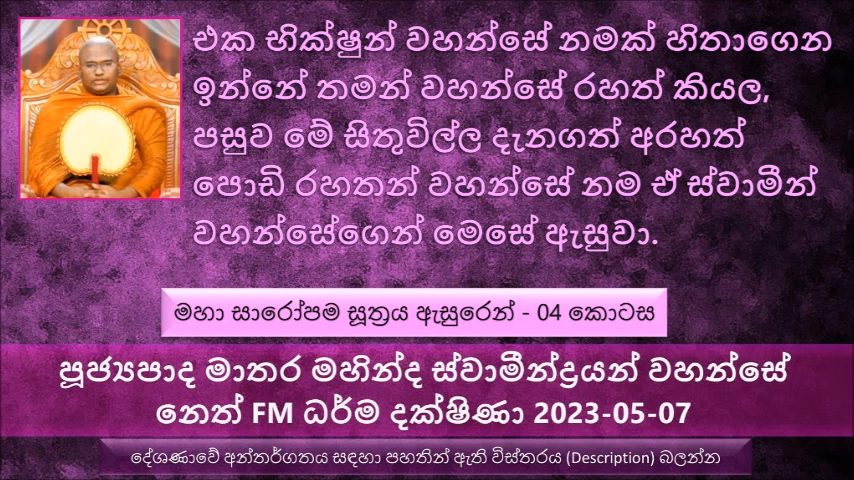 එක භික්ෂුන් වහන්සේ නමක් හිතාගෙන
ඉන්නේ තමන් වහන්සේ රහත් කියල,
පසුව මේ සිතුවිල්ල දැනගත් අරහත්
පොඩි රහතන් වහන්සේ නම ඒ ස්වාමීන්
වහන්සේගෙන් මෙසේ ඇසුවා.
මහා සාරෝපම සූත්‍රය ඇසුරෙන් - 04 කොටස
පූජ්‍යපාද මාතර මහින්ද ස්වාමීන්ද්‍රයන් වහන්සේ
නෙත් FM ධර්ම දක්ෂිණා 2023-05-07
දේශණාවේ අන්තර්ගතය සඳහා පහතින් ඇති විස්තරය (Description) බලන්න